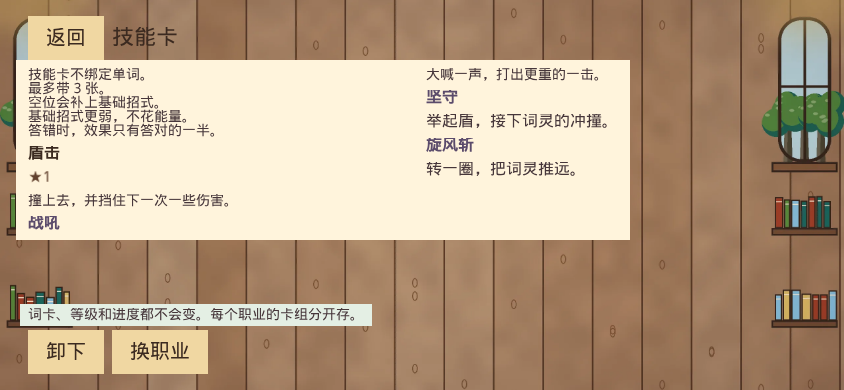 返回
技能卡
技能卡不绑定单词。
最多带 3 张。
空位会补上基础招式。
基础招式更弱，不花能量。
答错时，效果只有答对的一半。
盾击
★1
撞上去，并挡住下一次一些伤害。
战吼
大喊一声，打出更重的一击。
坚守
举起盾，接下词灵的冲撞。
旋风斩
转一圈，把词灵推远。
词卡、等级和进度都不会变。每个职业的卡组分开存。
卸下
换职业